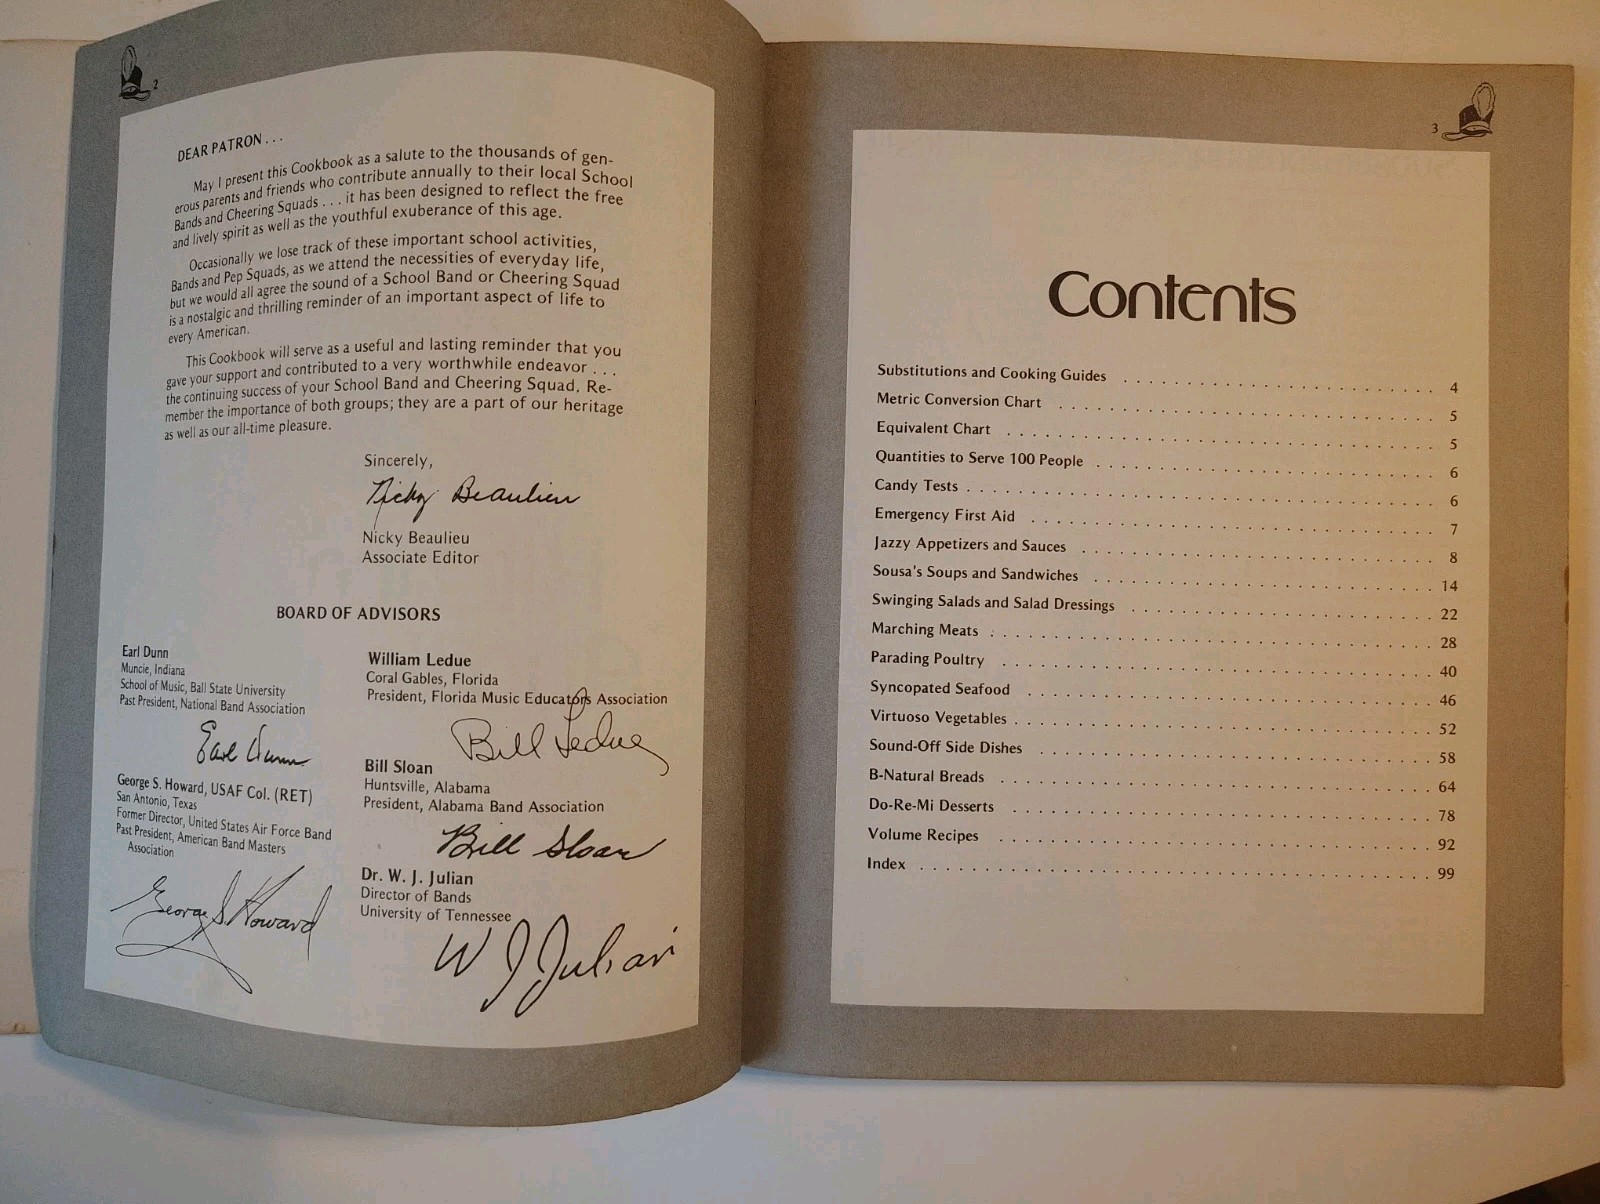 2
DEAR PATRON . . .
May I present this Cookbook as a salute to the thousands of gen-
erous parents and friends who contribute annually to their local School
Bands and Cheering Squads . . . it has been designed to reflect the free
and lively spirit as well as the youthful exuberance of this age.
Occasionally we lose track of these important school activities,
Bands and Pep Squads, as we attend the necessities of everyday life,
but we would all agree the sound of a School Band or Cheering Squad
is a nostalgic and thrilling reminder of an important aspect of life to
every American.
This Cookbook will serve as a useful and lasting reminder that you
gave your support and contributed to a very worthwhile endeavor . . .
the continuing success of your School Band and Cheering Squad. Re-
member the importance of both groups; they are a part of our heritage
as well as our all-time pleasure.
Sincerely,
Nicky Beaulieu
Nicky Beaulieu
Associate Editor
BOARD OF ADVISORS
Earl Dunn
Muncie, Indiana
School of Music, Ball State University
Past President, National Band Association
Earl Dunn
George S. Howard, USAF Col. (RET)
San Antonio, Texas
Former Director, United States Air Force Band
Past President, American Band Masters
Association
George S. Howard
William Ledue
Coral Gables, Florida
President, Florida Music Educators Association
Bill Ledue
Bill Sloan
Huntsville, Alabama
President, Alabama Band Association
Bill Sloan
Dr. W. J. Julian
Director of Bands
University of Tennessee
W J Julian
3
Contents
Substitutions and Cooking Guides . . . . . . . . . . . . . . . . . . . . . . . . . . 4
Metric Conversion Chart . . . . . . . . . . . . . . . . . . . . . . . . . . . . . . . 5
Equivalent Chart . . . . . . . . . . . . . . . . . . . . . . . . . . . . . . . . . . . 5
Quantities to Serve 100 People . . . . . . . . . . . . . . . . . . . . . . . . . . . . 6
Candy Tests . . . . . . . . . . . . . . . . . . . . . . . . . . . . . . . . . . . . . . 6
Emergency First Aid . . . . . . . . . . . . . . . . . . . . . . . . . . . . . . . . . 7
Jazzy Appetizers and Sauces . . . . . . . . . . . . . . . . . . . . . . . . . . . . . 8
Sousa's Soups and Sandwiches . . . . . . . . . . . . . . . . . . . . . . . . . . . . 14
Swinging Salads and Salad Dressings . . . . . . . . . . . . . . . . . . . . . . . . . 22
Marching Meats . . . . . . . . . . . . . . . . . . . . . . . . . . . . . . . . . . . . 28
Parading Poultry . . . . . . . . . . . . . . . . . . . . . . . . . . . . . . . . . . . 40
Syncopated Seafood . . . . . . . . . . . . . . . . . . . . . . . . . . . . . . . . . 46
Virtuoso Vegetables . . . . . . . . . . . . . . . . . . . . . . . . . . . . . . . . . . 52
Sound-Off Side Dishes . . . . . . . . . . . . . . . . . . . . . . . . . . . . . . . . 58
B-Natural Breads . . . . . . . . . . . . . . . . . . . . . . . . . . . . . . . . . . . 64
Do-Re-Mi Desserts . . . . . . . . . . . . . . . . . . . . . . . . . . . . . . . . . . 78
Volume Recipes . . . . . . . . . . . . . . . . . . . . . . . . . . . . . . . . . . . 92
Index . . . . . . . . . . . . . . . . . . . . . . . . . . . . . . . . . . . . . . . . . . 99